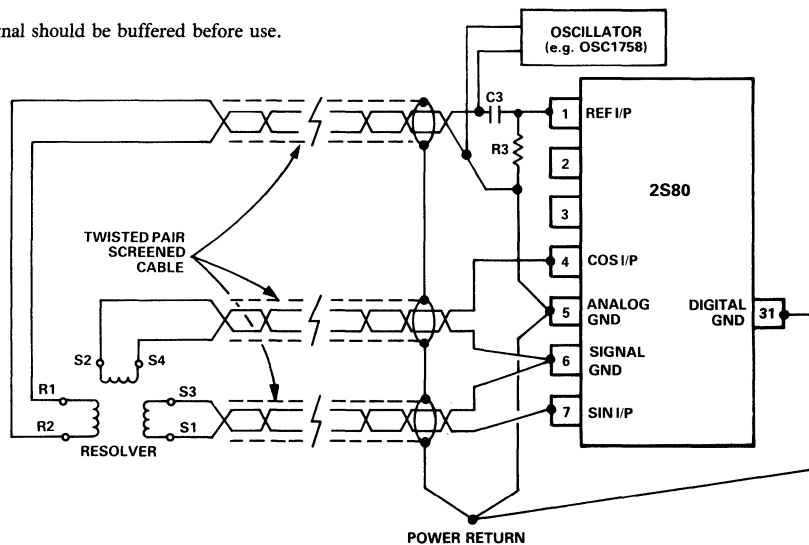 nal should be buffered before use.
OSCILLATOR
(e.g. OSC1758)
C3
1 REF I/P
R3
2
2S80
3
TWISTED PAIR
SCREENED
CABLE
4 COS I/P
5 ANALOG
GND
DIGITAL
GND 31
S2 S4
6 SIGNAL
GND
R1
S3
7 SIN I/P
R2
S1
RESOLVER
POWER RETURN